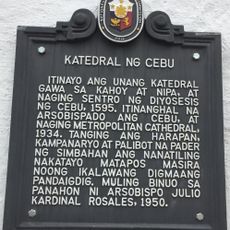 KATEDRAL NG CEBU
ITINAYO ANG UNANG KATEDRAL
GAWA SA KAHOY AT NIPA, AT
NAGING SENTRO NG DIYOSESIS
NG CEBU, 1595. ITINANGHAL NA
ARSOBISPADO ANG CEBU, AT
NAGING METROPOLITAN CATHEDRAL,
1934. TANGING ANG HARAPAN,
KAMPANARYO AT PALIBOT NA PADER
NG SIMBAHAN ANG NANATILING
NAKATAYO MATAPOS MASIRA
NOONG IKALAWANG DIGMAANG
PANDAIGDIG. MULING BINUO SA
PANAHON NI ARSOBISPO JULIO
KARDINAL ROSALES, 1950.